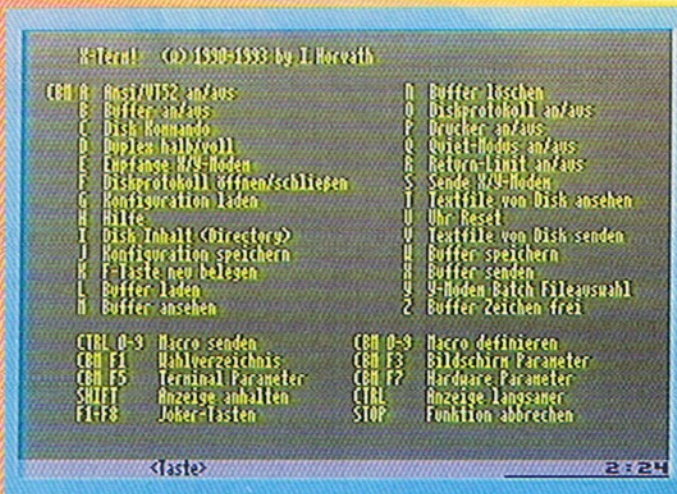 X-Term! (c) 1990-1993 by T.Horvath
CBM A Ansi/VT52 an/aus
B Buffer an/aus
C Disk Kommando
D Duplex halb/voll
E Empfange X/Y-Modem
F Diskprotokoll öffnen/schließen
G Konfiguration laden
H Hilfe
I Disk Inhalt (Directory)
J Konfiguration speichern
K F-Taste neu belegen
L Buffer laden
M Buffer ansehen
N Buffer löschen
O Diskprotokoll an/aus
P Drucker an/aus
Q Quiet-Modus an/aus
R Return-Limit an/aus
S Sende X/Y-Modem
T Textfile von Disk ansehen
U Uhr Reset
V Textfile von Disk senden
W Buffer speichern
X Buffer senden
Y Y-Modem Batch Fileauswahl
Z Buffer Zeichen frei
CTRL 0-9 Macro senden
CBM F1 Wahlverzeichnis
CBM F5 Terminal Parameter
SHIFT Anzeige anhalten
F1-F8 Joker-Tasten
CBM 0-9 Macro definieren
CBM F3 Bildschirm Parameter
CBM F7 Hardware Parameter
CTRL Anzeige langsamer
STOP Funktion abbrechen
<Taste> 2:24